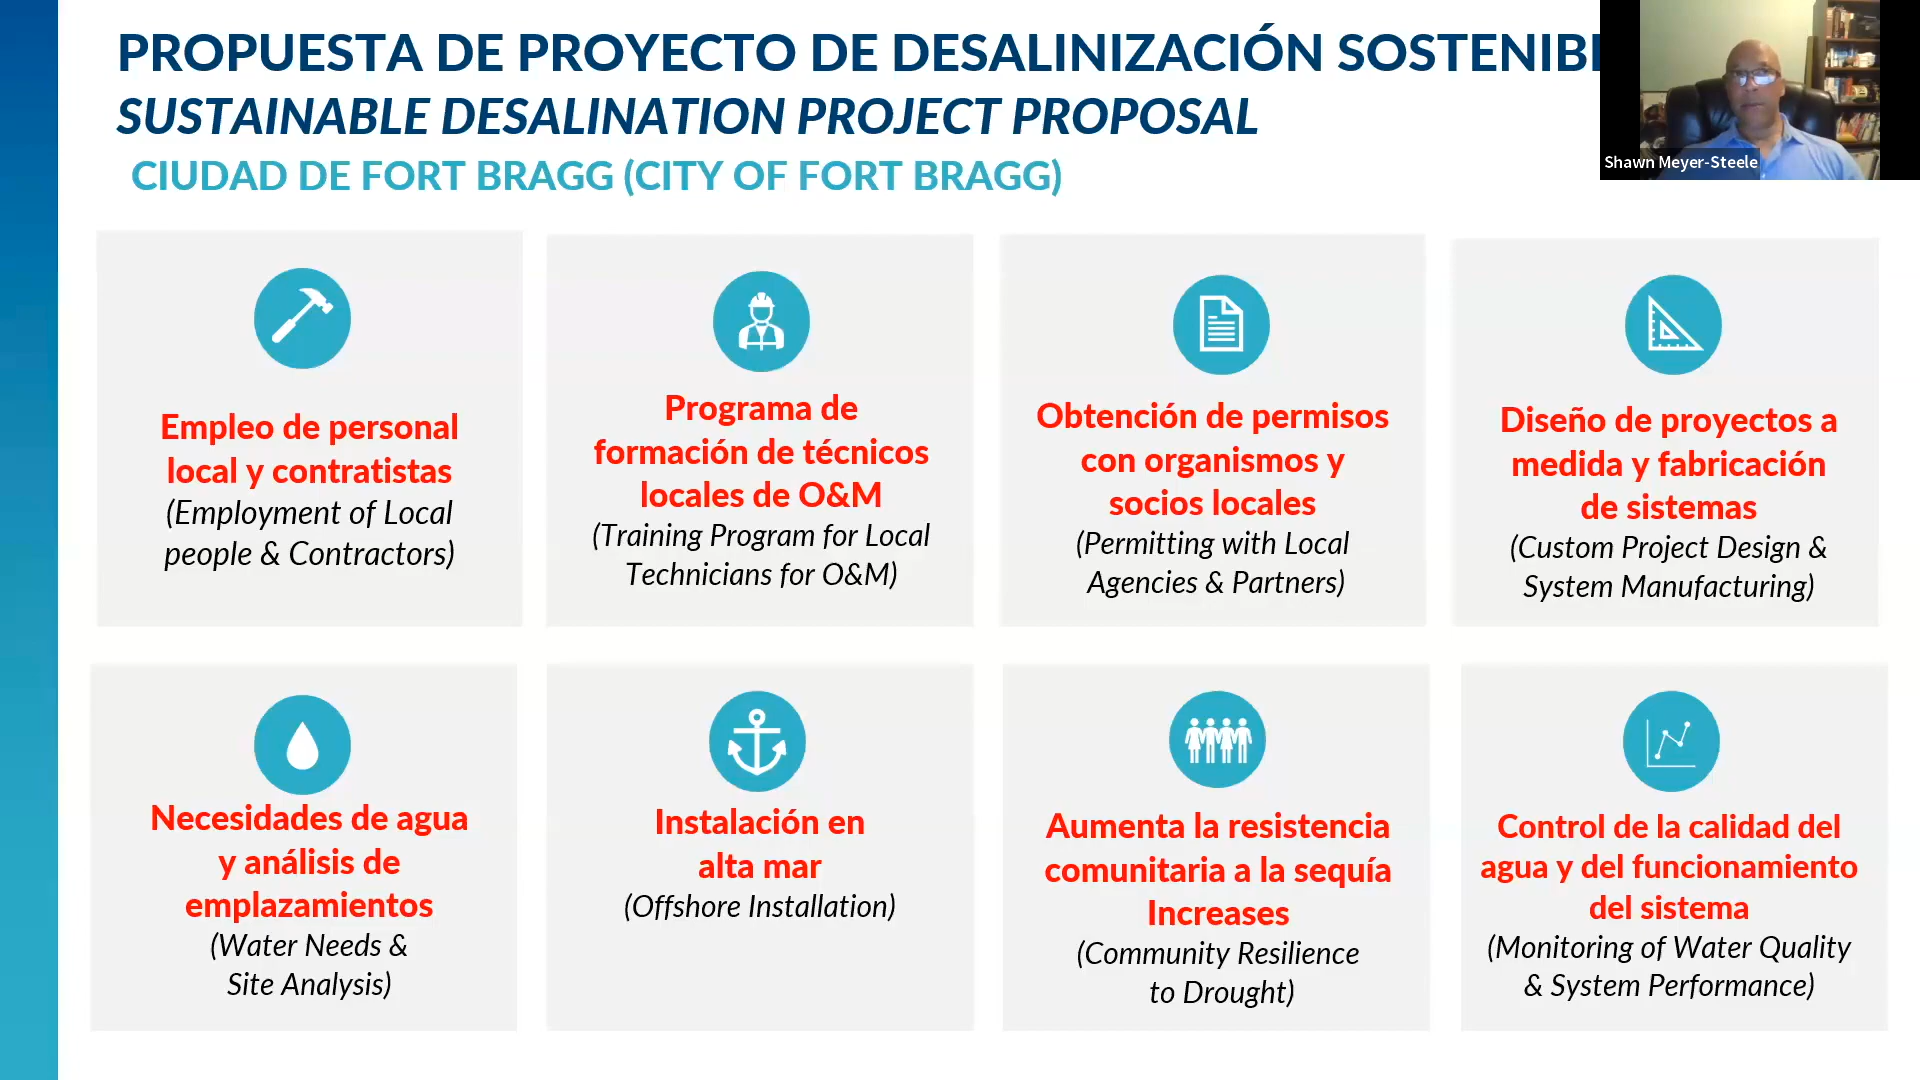 PROPUESTA DE PROYECTO DE DESALINIZACIÓN
SUSTAINABLE DESALINATION PROJECT PROPOSAL
CIUDAD DE FORT BRAGG (CITY OF FORT BRAGG)
Shawn Meyer-Steele
Empleo de personal
local y contratistas
(Employment of Local
people & Contractors)
Programa de
formación de técnicos
locales de O&M
(Training Program for Local
Technicians for O&M)
Obtención de permisos
con organismos y
socios locales
(Permitting with Local
Agencies & Partners)
Diseño de proyectos a
medida y fabricación
de sistemas
(Custom Project Design &
System Manufacturing)
Necesidades de agua
y análisis de
emplazamientos
(Water Needs &
Site Analysis)
Instalación en
alta mar
(Offshore Installation)
Aumenta la resistencia
comunitaria a la sequía
Increases
(Community Resilience
to Drought)
Control de la calidad del
agua y del funcionamiento
del sistema
(Monitoring of Water Quality
& System Performance)